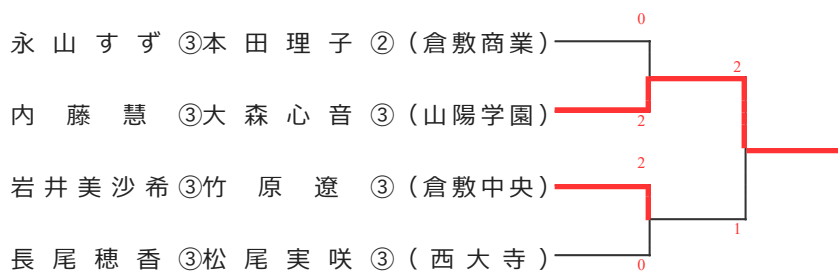 0
永山すず③本田理子②(倉敷商業)
2
内藤慧③大森心音③(山陽学園)
2
2
岩井美沙希③竹原遼③(倉敷中央)
1
長尾穂香③松尾実咲③(西大寺)
0